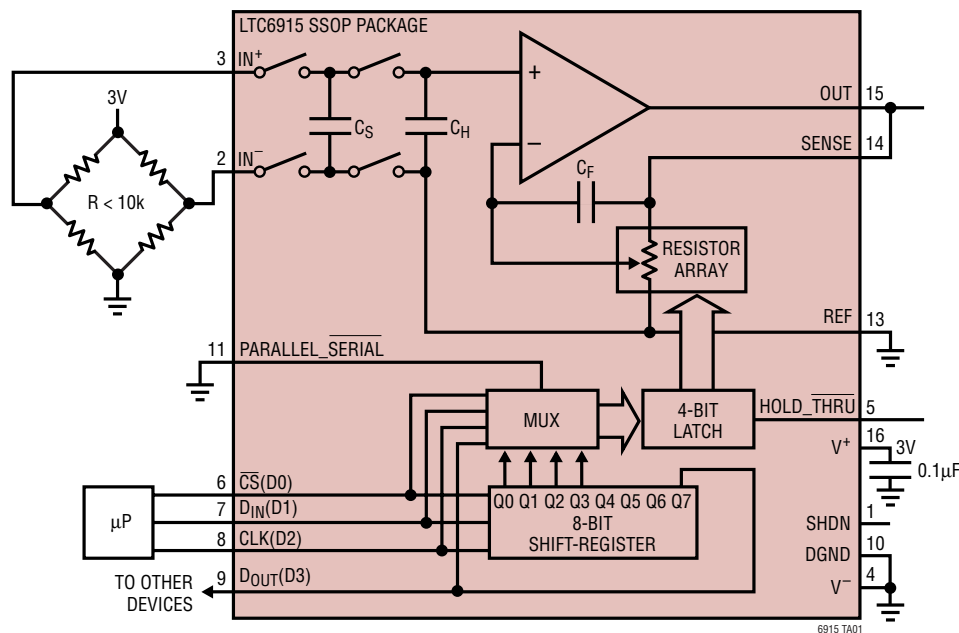 LTC6915 SSOP PACKAGE
3 IN+
3V
2 IN−
R < 10k
CS
CH
+
−
CF
OUT 15
SENSE 14
RESISTOR
ARRAY
REF 13
11 PARALLEL_SERIAL
MUX
4-BIT
LATCH
HOLD_THRU 5
V+ 16
3V
0.1µF
6 CS(D0)
7 DIN(D1)
8 CLK(D2)
9 DOUT(D3)
µP
TO OTHER
DEVICES
Q0 Q1 Q2 Q3 Q4 Q5 Q6 Q7
8-BIT
SHIFT-REGISTER
SHDN 1
DGND 10
V− 4
6915 TA01